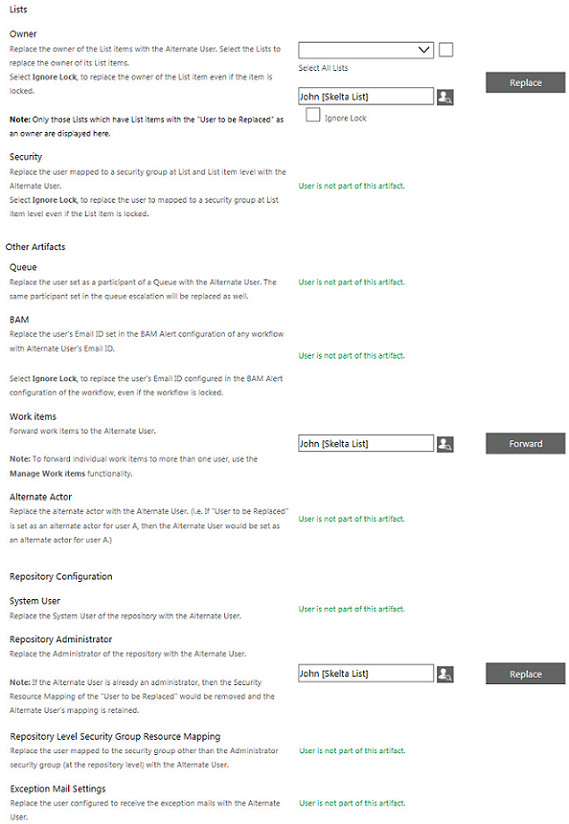 Lists
Owner
Replace the owner of the List items with the Alternate User. Select the Lists to
replace the owner of its List items.
Select Ignore Lock, to replace the owner of the List item even if the item is
locked.
Select All Lists
John [Skelta List]
Replace
Ignore Lock
Note: Only those Lists which have List items with the "User to be Replaced" as
an owner are displayed here.
Security
Replace the user mapped to a security group at List and List item level with the
Alternate User.
Select Ignore Lock, to replace the user to mapped to a security group at List
item level even if the List item is locked.
User is not part of this artifact.
Other Artifacts
Queue
Replace the user set as a participant of a Queue with the Alternate User. The
same participant set in the queue escalation will be replaced as well.
User is not part of this artifact.
BAM
Replace the user's Email ID set in the BAM Alert configuration of any workflow
with Alternate User's Email ID.
User is not part of this artifact.
Select Ignore Lock, to replace the user's Email ID configured in the BAM Alert
configuration of the workflow, even if the workflow is locked.
Work items
Forward work items to the Alternate User.
John [Skelta List]
Forward
Note: To forward individual work items to more than one user, use the
Manage Work items functionality.
Alternate Actor
Replace the alternate actor with the Alternate User. (i.e. If "User to be Replaced"
is set as an alternate actor for user A, then the Alternate User would be set as
an alternate actor for user A.)
User is not part of this artifact.
Repository Configuration
System User
Replace the System User of the repository with the Alternate User.
User is not part of this artifact.
Repository Administrator
Replace the Administrator of the repository with the Alternate User.
John [Skelta List]
Replace
Note: If the Alternate User is already an administrator, then the Security
Resource Mapping of the "User to be Replaced" would be removed and the
Alternate User's mapping is retained.
Repository Level Security Group Resource Mapping
Replace the user mapped to the security group other than the Administrator
security group (at the repository level) with the Alternate User.
User is not part of this artifact.
Exception Mail Settings
Replace the user configured to receive the exception mails with the Alternate
User.
User is not part of this artifact.